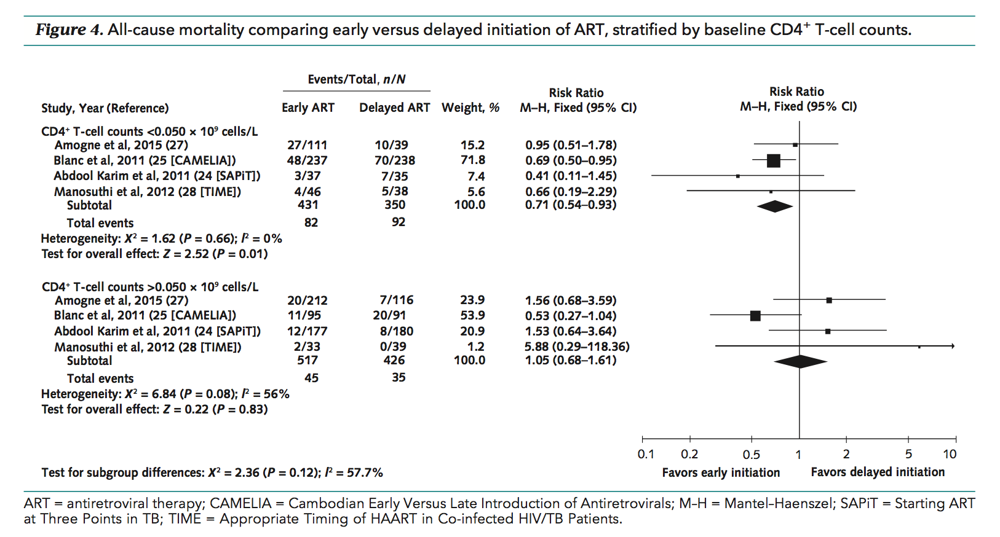 Figure 4. All-cause mortality comparing early versus delayed initiation of ART, stratified by baseline CD4⁺ T-cell counts.
Events/Total, n/N
Risk Ratio
Risk Ratio
Study, Year (Reference) Early ART Delayed ART Weight, % M–H, Fixed (95% CI) M–H, Fixed (95% CI)
CD4⁺ T-cell counts <0.050 × 10⁹ cells/L
Amogne et al, 2015 (27) 27/111 10/39 15.2 0.95 (0.51–1.78)
Blanc et al, 2011 (25 [CAMELIA]) 48/237 70/238 71.8 0.69 (0.50–0.95)
Abdool Karim et al, 2011 (24 [SAPiT]) 3/37 7/35 7.4 0.41 (0.11–1.45)
Manosuthi et al, 2012 (28 [TIME]) 4/46 5/38 5.6 0.66 (0.19–2.29)
Subtotal 431 350 100.0 0.71 (0.54–0.93)
Total events 82 92
Heterogeneity: X² = 1.62 (P = 0.66); I² = 0%
Test for overall effect: Z = 2.52 (P = 0.01)
CD4⁺ T-cell counts >0.050 × 10⁹ cells/L
Amogne et al, 2015 (27) 20/212 7/116 23.9 1.56 (0.68–3.59)
Blanc et al, 2011 (25 [CAMELIA]) 11/95 20/91 53.9 0.53 (0.27–1.04)
Abdool Karim et al, 2011 (24 [SAPiT]) 12/177 8/180 20.9 1.53 (0.64–3.64)
Manosuthi et al, 2012 (28 [TIME]) 2/33 0/39 1.2 5.88 (0.29–118.36)
Subtotal 517 426 100.0 1.05 (0.68–1.61)
Total events 45 35
Heterogeneity: X² = 6.84 (P = 0.08); I² = 56%
Test for overall effect: Z = 0.22 (P = 0.83)
0.1 0.2 0.5 1 2 5 10
Test for subgroup differences: X² = 2.36 (P = 0.12); I² = 57.7% Favors early initiation Favors delayed initiation
ART = antiretroviral therapy; CAMELIA = Cambodian Early Versus Late Introduction of Antiretrovirals; M–H = Mantel–Haenszel; SAPiT = Starting ART
at Three Points in TB; TIME = Appropriate Timing of HAART in Co-infected HIV/TB Patients.